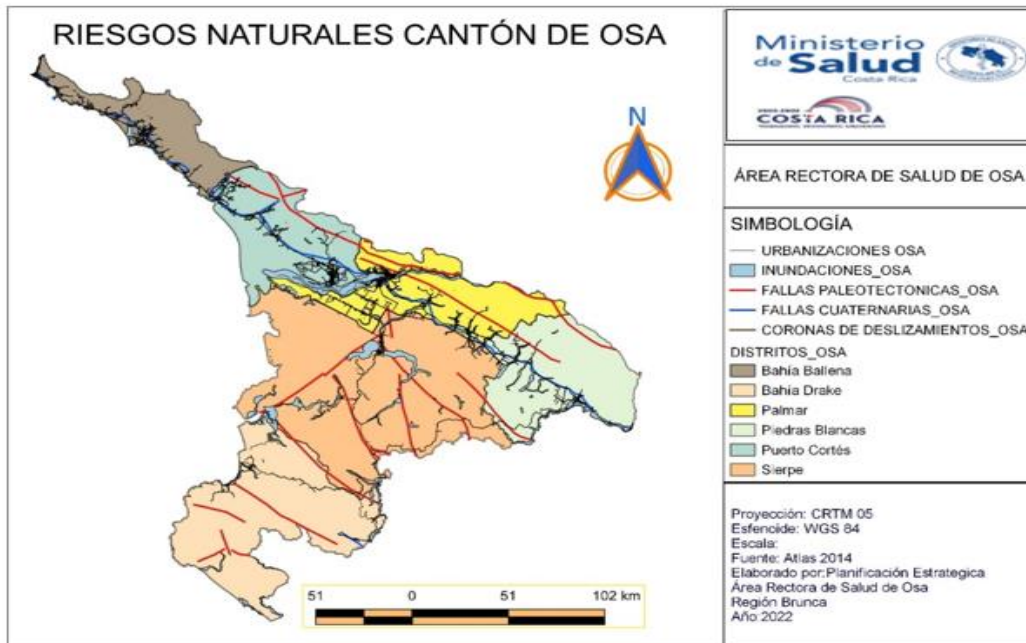 RIESGOS NATURALES CANTÓN DE OSA
N
51 0 51 102 km
Ministerio
de Salud
Costa Rica
COSTA RICA
ÁREA RECTORA DE SALUD DE OSA
SIMBOLOGÍA
URBANIZACIONES OSA
INUNDACIONES_OSA
FALLAS PALEOTECTONICAS_OSA
FALLAS CUATERNARIAS_OSA
CORONAS DE DESLIZAMIENTOS_OSA
DISTRITOS_OSA
Bahía Ballena
Bahía Drake
Palmar
Piedras Blancas
Puerto Cortés
Sierpe
Proyección: CRTM 05
Esfenoide: WGS 84
Escala:
Fuente: Atlas 2014
Elaborado por:Planificación Estrategica
Área Rectora de Salud de Osa
Región Brunca
Año:2022